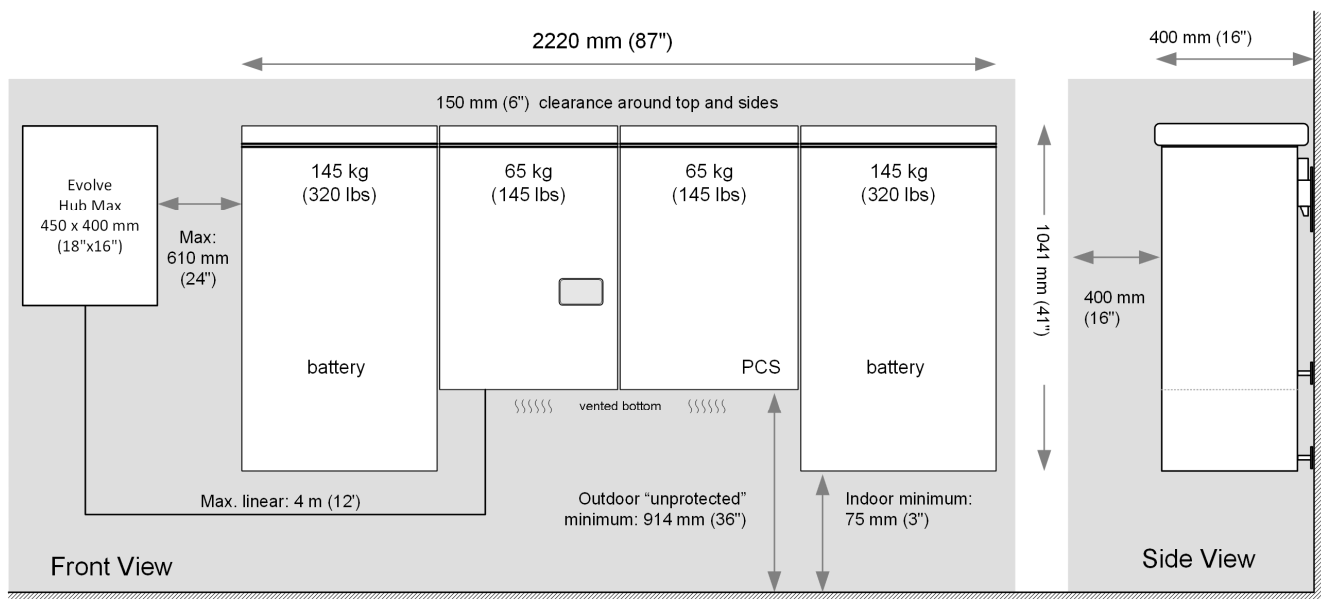 2220 mm (87")
400 mm (16")
150 mm (6") clearance around top and sides
Evolve
Hub Max
450 x 400 mm
(18"x16")
Max:
610 mm
(24")
145 kg
(320 lbs)
65 kg
(145 lbs)
65 kg
(145 lbs)
145 kg
(320 lbs)
1041 mm (41")
400 mm
(16")
battery
PCS
battery
vented bottom
Max. linear: 4 m (12')
Outdoor “unprotected”
minimum: 914 mm (36")
Indoor minimum:
75 mm (3")
Front View
Side View